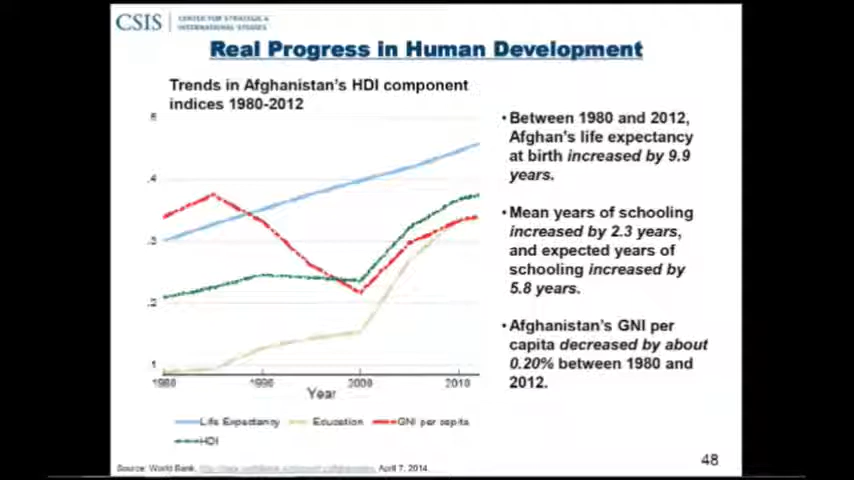 CSIS
CENTER FOR STRATEGIC &
INTERNATIONAL STUDIES
Real Progress in Human Development
Trends in Afghanistan's HDI component
indices 1980-2012
.5
.4
.3
.2
.1
1980
1990
2000
2010
Year
Life Expectancy
Education
GNI per capita
HDI
• Between 1980 and 2012,
Afghan's life expectancy
at birth increased by 9.9
years.
• Mean years of schooling
increased by 2.3 years,
and expected years of
schooling increased by
5.8 years.
• Afghanistan's GNI per
capita decreased by about
0.20% between 1980 and
2012.
Source: World Bank, April 7, 2014.
48